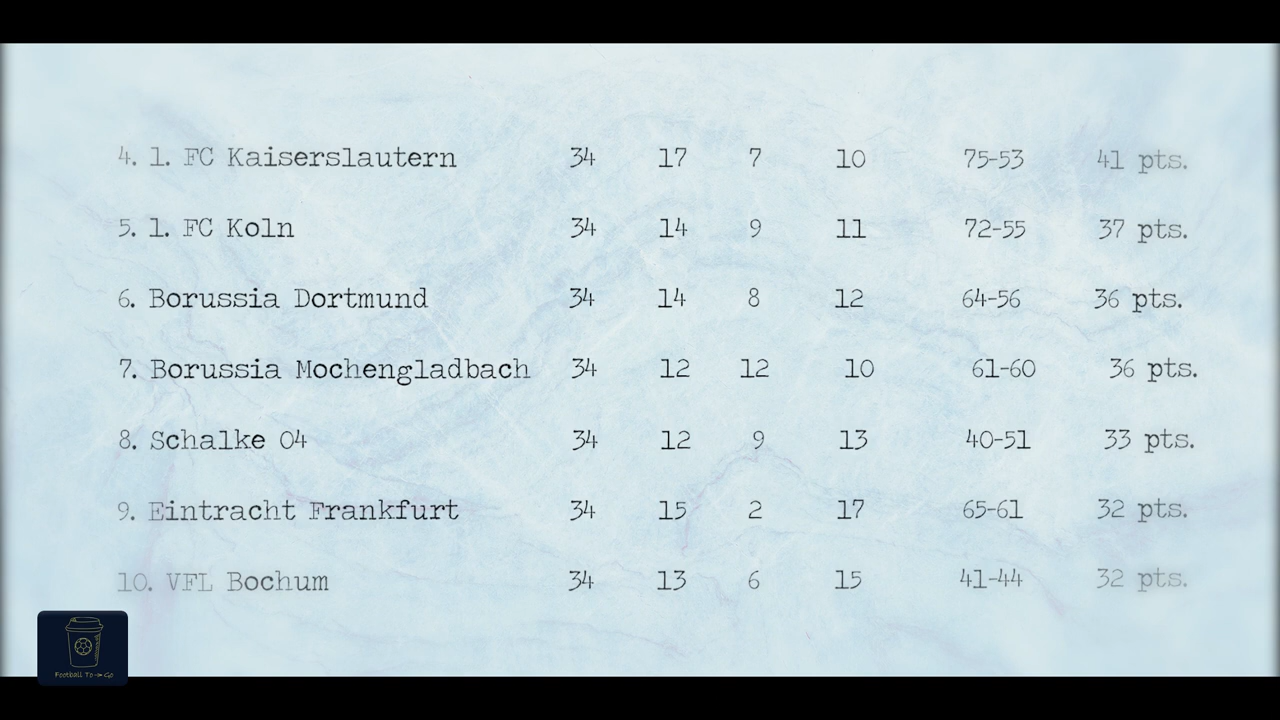 4. 1. FC Kaiserslautern 34 17 7 10 75-53 41 pts.
5. 1. FC Koln 34 14 9 11 72-55 37 pts.
6. Borussia Dortmund 34 14 8 12 64-56 36 pts.
7. Borussia Mochengladbach 34 12 12 10 61-60 36 pts.
8. Schalke 04 34 12 9 13 40-51 33 pts.
9. Eintracht Frankfurt 34 15 2 17 65-61 32 pts.
10. VFL Bochum 34 13 6 15 41-44 32 pts.
Football To Go